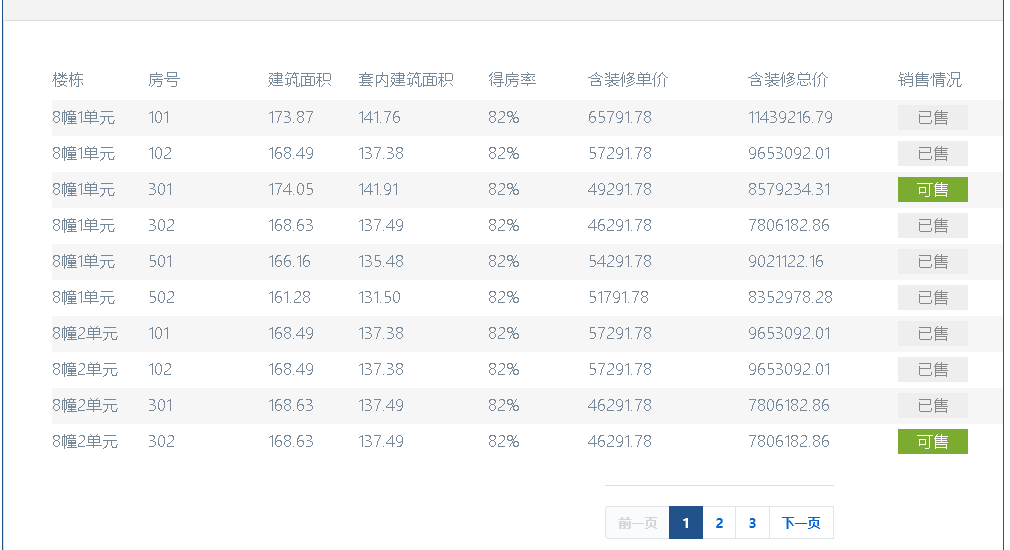 楼栋 房号 建筑面积 套内建筑面积 得房率 含装修单价 含装修总价 销售情况
8幢1单元 101 173.87 141.76 82% 65791.78 11439216.79 已售
8幢1单元 102 168.49 137.38 82% 57291.78 9653092.01 已售
8幢1单元 301 174.05 141.91 82% 49291.78 8579234.31 可售
8幢1单元 302 168.63 137.49 82% 46291.78 7806182.86 已售
8幢1单元 501 166.16 135.48 82% 54291.78 9021122.16 已售
8幢1单元 502 161.28 131.50 82% 51791.78 8352978.28 已售
8幢2单元 101 168.49 137.38 82% 57291.78 9653092.01 已售
8幢2单元 102 168.49 137.38 82% 57291.78 9653092.01 已售
8幢2单元 301 168.63 137.49 82% 46291.78 7806182.86 已售
8幢2单元 302 168.63 137.49 82% 46291.78 7806182.86 可售
前一页 1 2 3 下一页